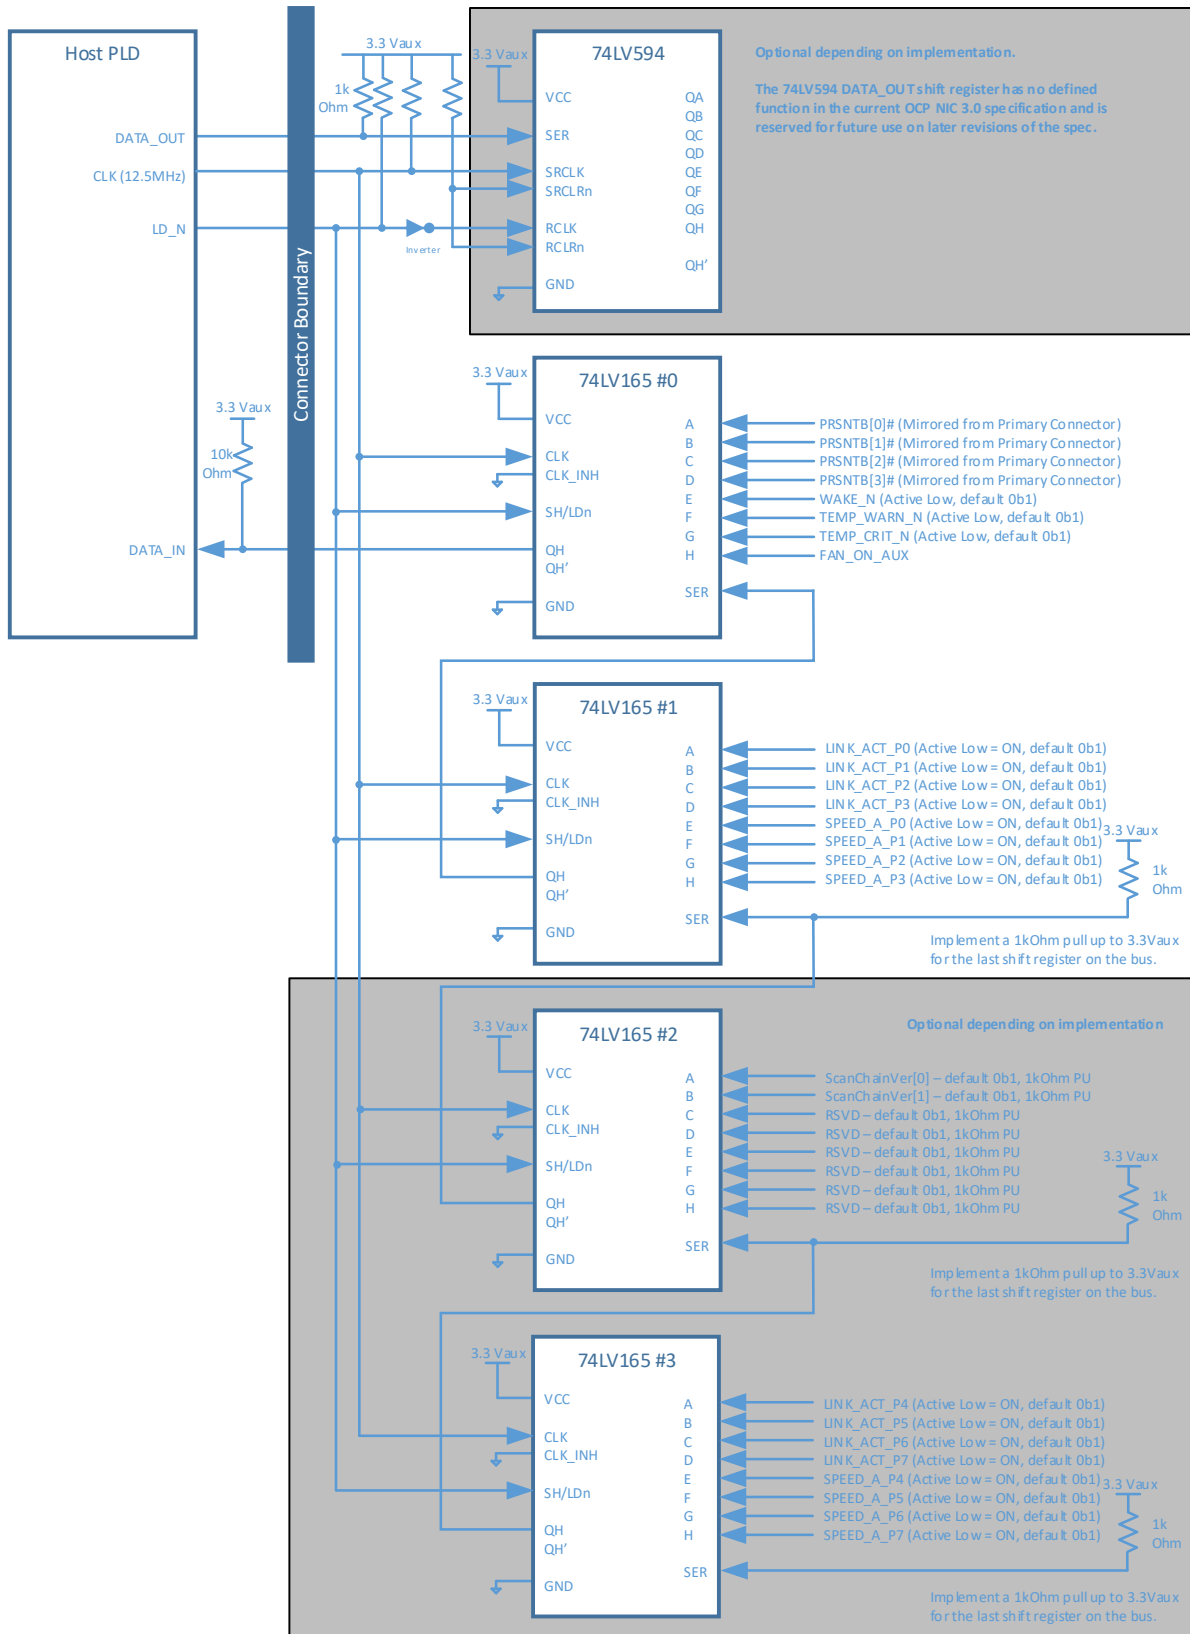 Host PLD
DATA_OUT
CLK (12.5MHz)
LD_N
3.3 Vaux
10k
Ohm
DATA_IN
Connector Boundary
3.3 Vaux
1k
Ohm
Inverter
3.3 Vaux
74LV594
VCC
SER
SRCLK
SRCLRn
RCLK
RCLRn
GND
QA
QB
QC
QD
QE
QF
QG
QH
QH'
Optional depending on implementation.
The 74LV594 DATA_OUT shift register has no defined
function in the current OCP NIC 3.0 specification and is
reserved for future use on later revisions of the spec.
3.3 Vaux
74LV165 #0
VCC
CLK
CLK_INH
SH/LDn
QH
QH'
GND
A
B
C
D
E
F
G
H
SER
PRSNTB[0]# (Mirrored from Primary Connector)
PRSNTB[1]# (Mirrored from Primary Connector)
PRSNTB[2]# (Mirrored from Primary Connector)
PRSNTB[3]# (Mirrored from Primary Connector)
WAKE_N (Active Low, default 0b1)
TEMP_WARN_N (Active Low, default 0b1)
TEMP_CRIT_N (Active Low, default 0b1)
FAN_ON_AUX
3.3 Vaux
74LV165 #1
VCC
CLK
CLK_INH
SH/LDn
QH
QH'
GND
A
B
C
D
E
F
G
H
SER
LINK_ACT_P0 (Active Low = ON, default 0b1)
LINK_ACT_P1 (Active Low = ON, default 0b1)
LINK_ACT_P2 (Active Low = ON, default 0b1)
LINK_ACT_P3 (Active Low = ON, default 0b1)
SPEED_A_P0 (Active Low = ON, default 0b1)
SPEED_A_P1 (Active Low = ON, default 0b1)
SPEED_A_P2 (Active Low = ON, default 0b1)
SPEED_A_P3 (Active Low = ON, default 0b1)
3.3 Vaux
1k
Ohm
Implement a 1kOhm pull up to 3.3Vaux
for the last shift register on the bus.
Optional depending on implementation
3.3 Vaux
74LV165 #2
VCC
CLK
CLK_INH
SH/LDn
QH
QH'
GND
A
B
C
D
E
F
G
H
SER
ScanChainVer[0] – default 0b1, 1kOhm PU
ScanChainVer[1] – default 0b1, 1kOhm PU
RSVD – default 0b1, 1kOhm PU
RSVD – default 0b1, 1kOhm PU
RSVD – default 0b1, 1kOhm PU
RSVD – default 0b1, 1kOhm PU
RSVD – default 0b1, 1kOhm PU
RSVD – default 0b1, 1kOhm PU
3.3 Vaux
1k
Ohm
Implement a 1kOhm pull up to 3.3Vaux
for the last shift register on the bus.
3.3 Vaux
74LV165 #3
VCC
CLK
CLK_INH
SH/LDn
QH
QH'
GND
A
B
C
D
E
F
G
H
SER
LINK_ACT_P4 (Active Low = ON, default 0b1)
LINK_ACT_P5 (Active Low = ON, default 0b1)
LINK_ACT_P6 (Active Low = ON, default 0b1)
LINK_ACT_P7 (Active Low = ON, default 0b1)
SPEED_A_P4 (Active Low = ON, default 0b1)
SPEED_A_P5 (Active Low = ON, default 0b1)
SPEED_A_P6 (Active Low = ON, default 0b1)
SPEED_A_P7 (Active Low = ON, default 0b1)
3.3 Vaux
1k
Ohm
Implement a 1kOhm pull up to 3.3Vaux
for the last shift register on the bus.